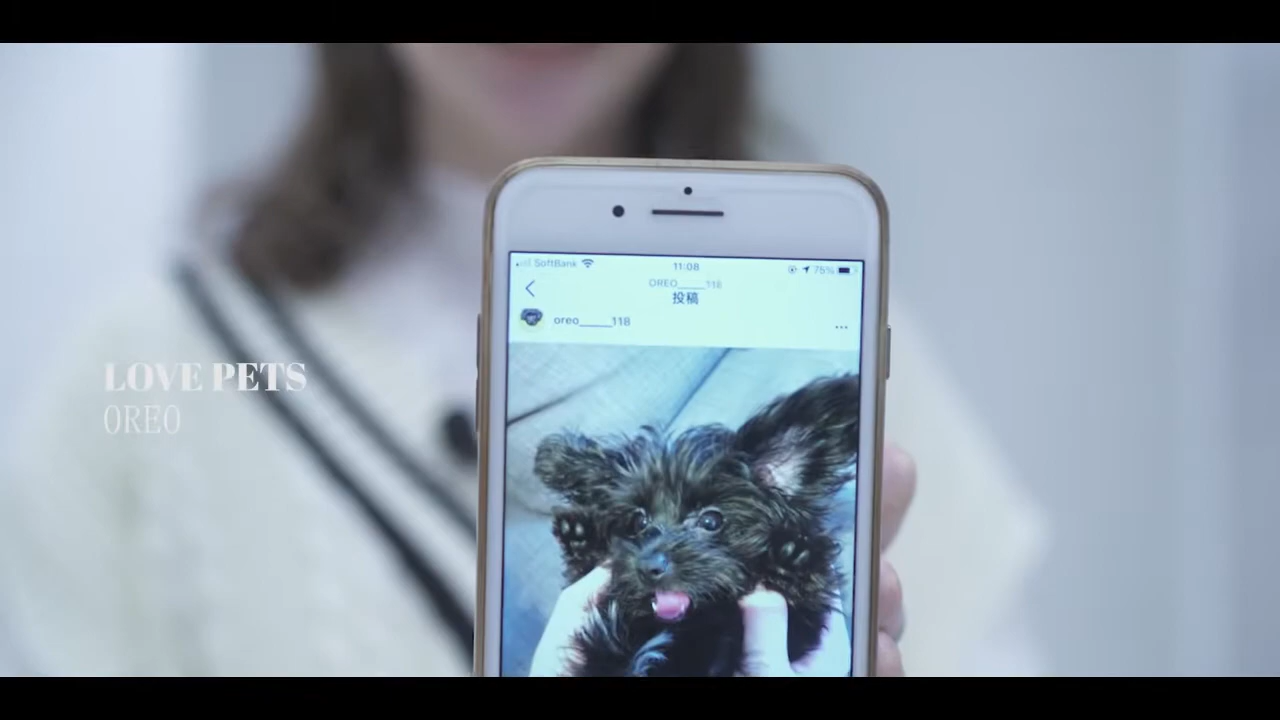 SoftBank 11:08 75%
OREO_____118
投稿
oreo_____118
LOVE PETS
OREO